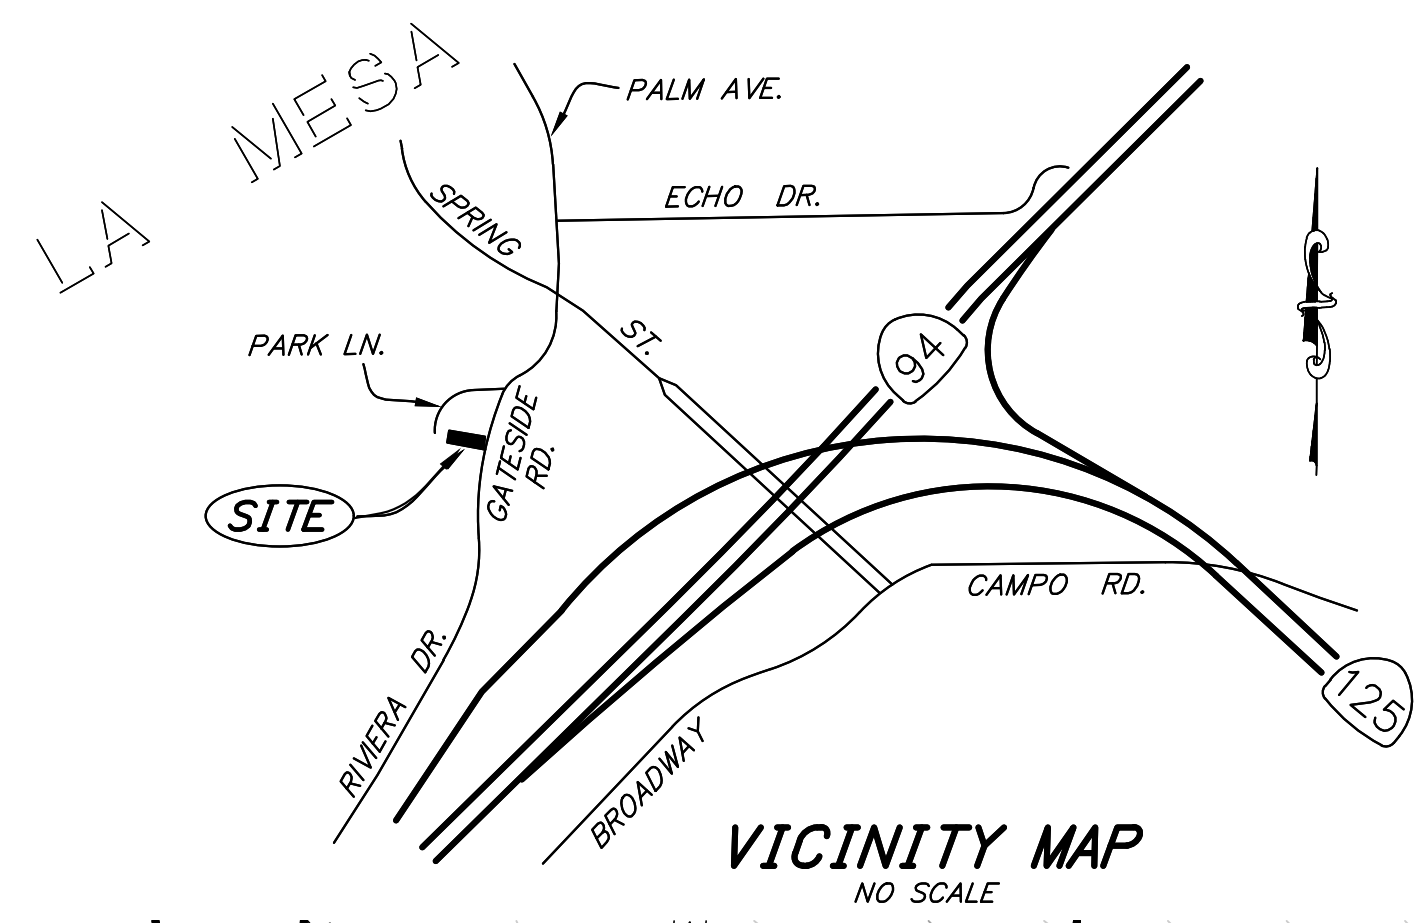 LA MESA
PALM AVE.
SPRING ST.
ECHO DR.
PARK LN.
94
GATESIDE
RD.
SITE
CAMPO RD.
RIVIERA DR.
125
BROADWAY
VICINITY MAP
NO SCALE